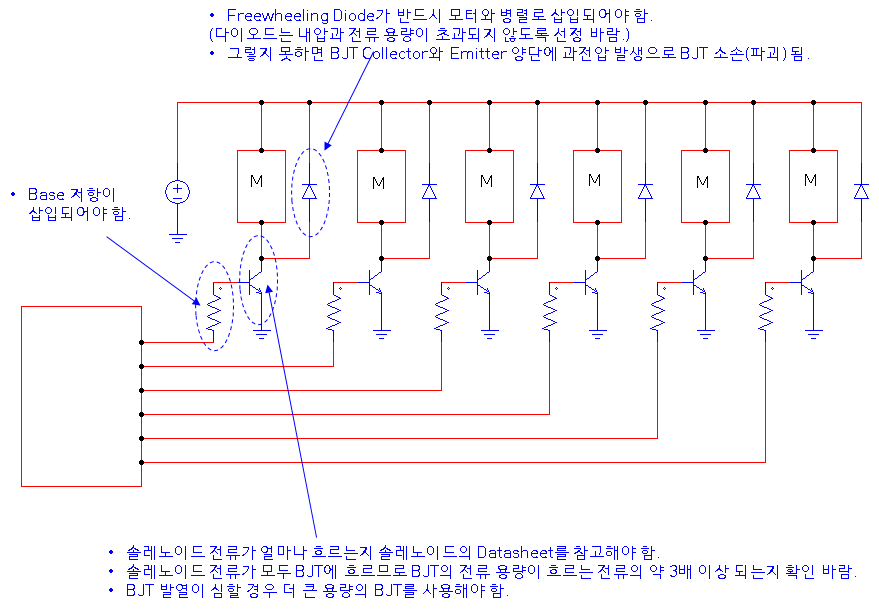 • Freewheeling Diode가 반드시 모터와 병렬로 삽입되어야 함.
(다이오드는 내압과 전류 용량이 초과되지 않도록 선정 바람.)
• 그렇지 못하면 BJT Collector와 Emitter 양단에 과전압 발생으로 BJT 소손(파괴) 됨.
M M M M M M
• Base 저항이
삽입되어야 함.
• 솔레노이드 전류가 얼마나 흐르는지 솔레노이드의 Datasheet를 참고해야 함.
• 솔레노이드 전류가 모두 BJT에 흐르므로 BJT의 전류 용량이 흐르는 전류의 약 3배 이상 되는지 확인 바람.
• BJT 발열이 심할 경우 더 큰 용량의 BJT를 사용해야 함.